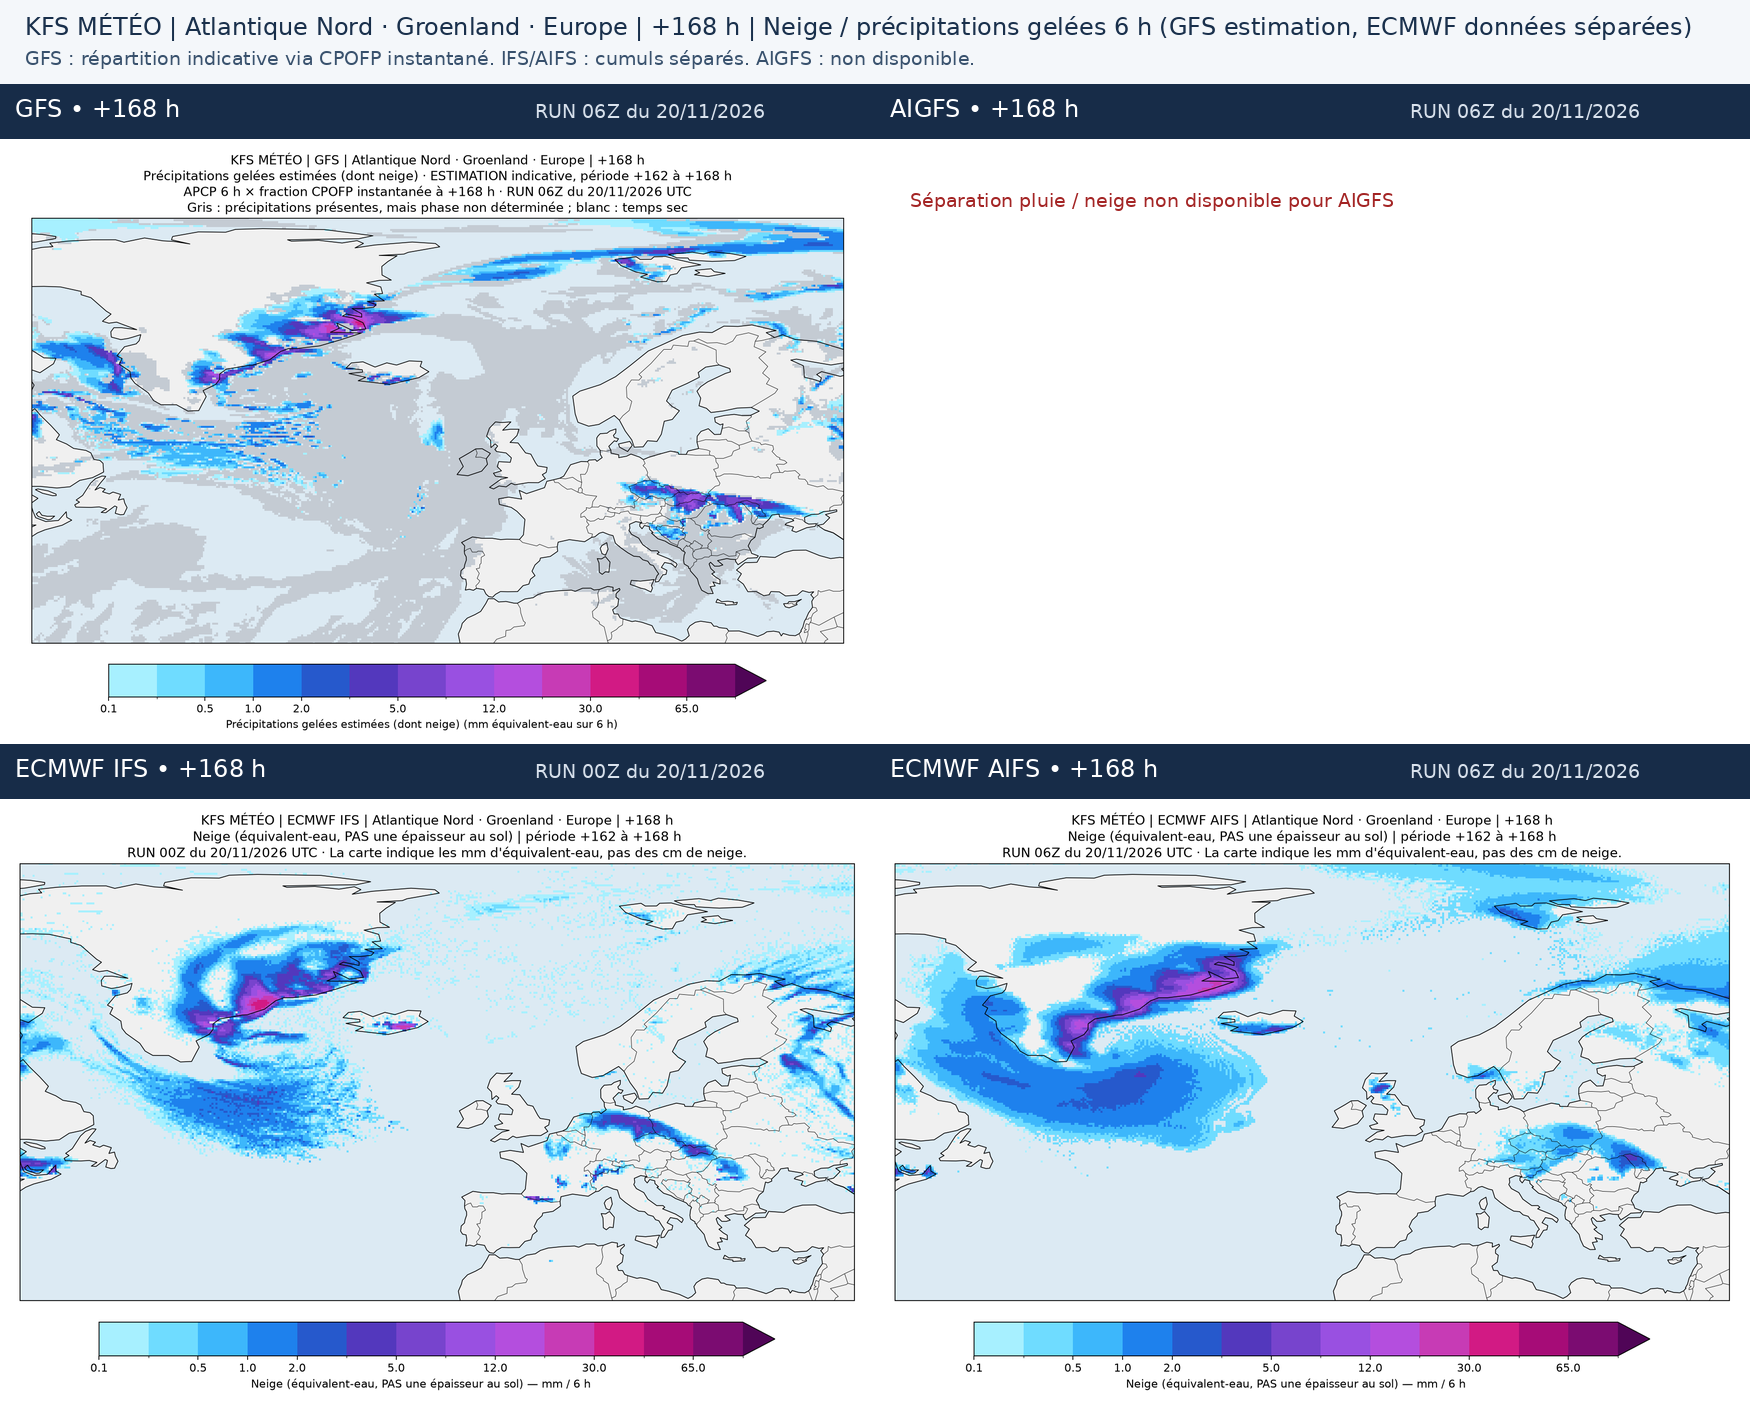 KFS MÉTÉO | Atlantique Nord · Groenland · Europe | +168 h | Neige / précipitations gelées 6 h (GFS estimation, ECMWF données séparées)
GFS : répartition indicative via CPOFP instantané. IFS/AIFS : cumuls séparés. AIGFS : non disponible.
GFS • +168 h
RUN 06Z du 20/11/2026
AIGFS • +168 h
RUN 06Z du 20/11/2026
KFS MÉTÉO | GFS | Atlantique Nord · Groenland · Europe | +168 h
Précipitations gelées estimées (dont neige) · ESTIMATION indicative, période +162 à +168 h
APCP 6 h × fraction CPOFP instantanée à +168 h · RUN 06Z du 20/11/2026 UTC
Gris : précipitations présentes, mais phase non déterminée ; blanc : temps sec
Séparation pluie / neige non disponible pour AIGFS
0.1 0.5 1.0 2.0 5.0 12.0 30.0 65.0
Précipitations gelées estimées (dont neige) (mm équivalent-eau sur 6 h)
ECMWF IFS • +168 h
RUN 00Z du 20/11/2026
ECMWF AIFS • +168 h
RUN 06Z du 20/11/2026
KFS MÉTÉO | ECMWF IFS | Atlantique Nord · Groenland · Europe | +168 h
Neige (équivalent-eau, PAS une épaisseur au sol) | période +162 à +168 h
RUN 00Z du 20/11/2026 UTC · La carte indique les mm d'équivalent-eau, pas des cm de neige.
KFS MÉTÉO | ECMWF AIFS | Atlantique Nord · Groenland · Europe | +168 h
Neige (équivalent-eau, PAS une épaisseur au sol) | période +162 à +168 h
RUN 06Z du 20/11/2026 UTC · La carte indique les mm d'équivalent-eau, pas des cm de neige.
0.1 0.5 1.0 2.0 5.0 12.0 30.0 65.0
Neige (équivalent-eau, PAS une épaisseur au sol) — mm / 6 h
0.1 0.5 1.0 2.0 5.0 12.0 30.0 65.0
Neige (équivalent-eau, PAS une épaisseur au sol) — mm / 6 h